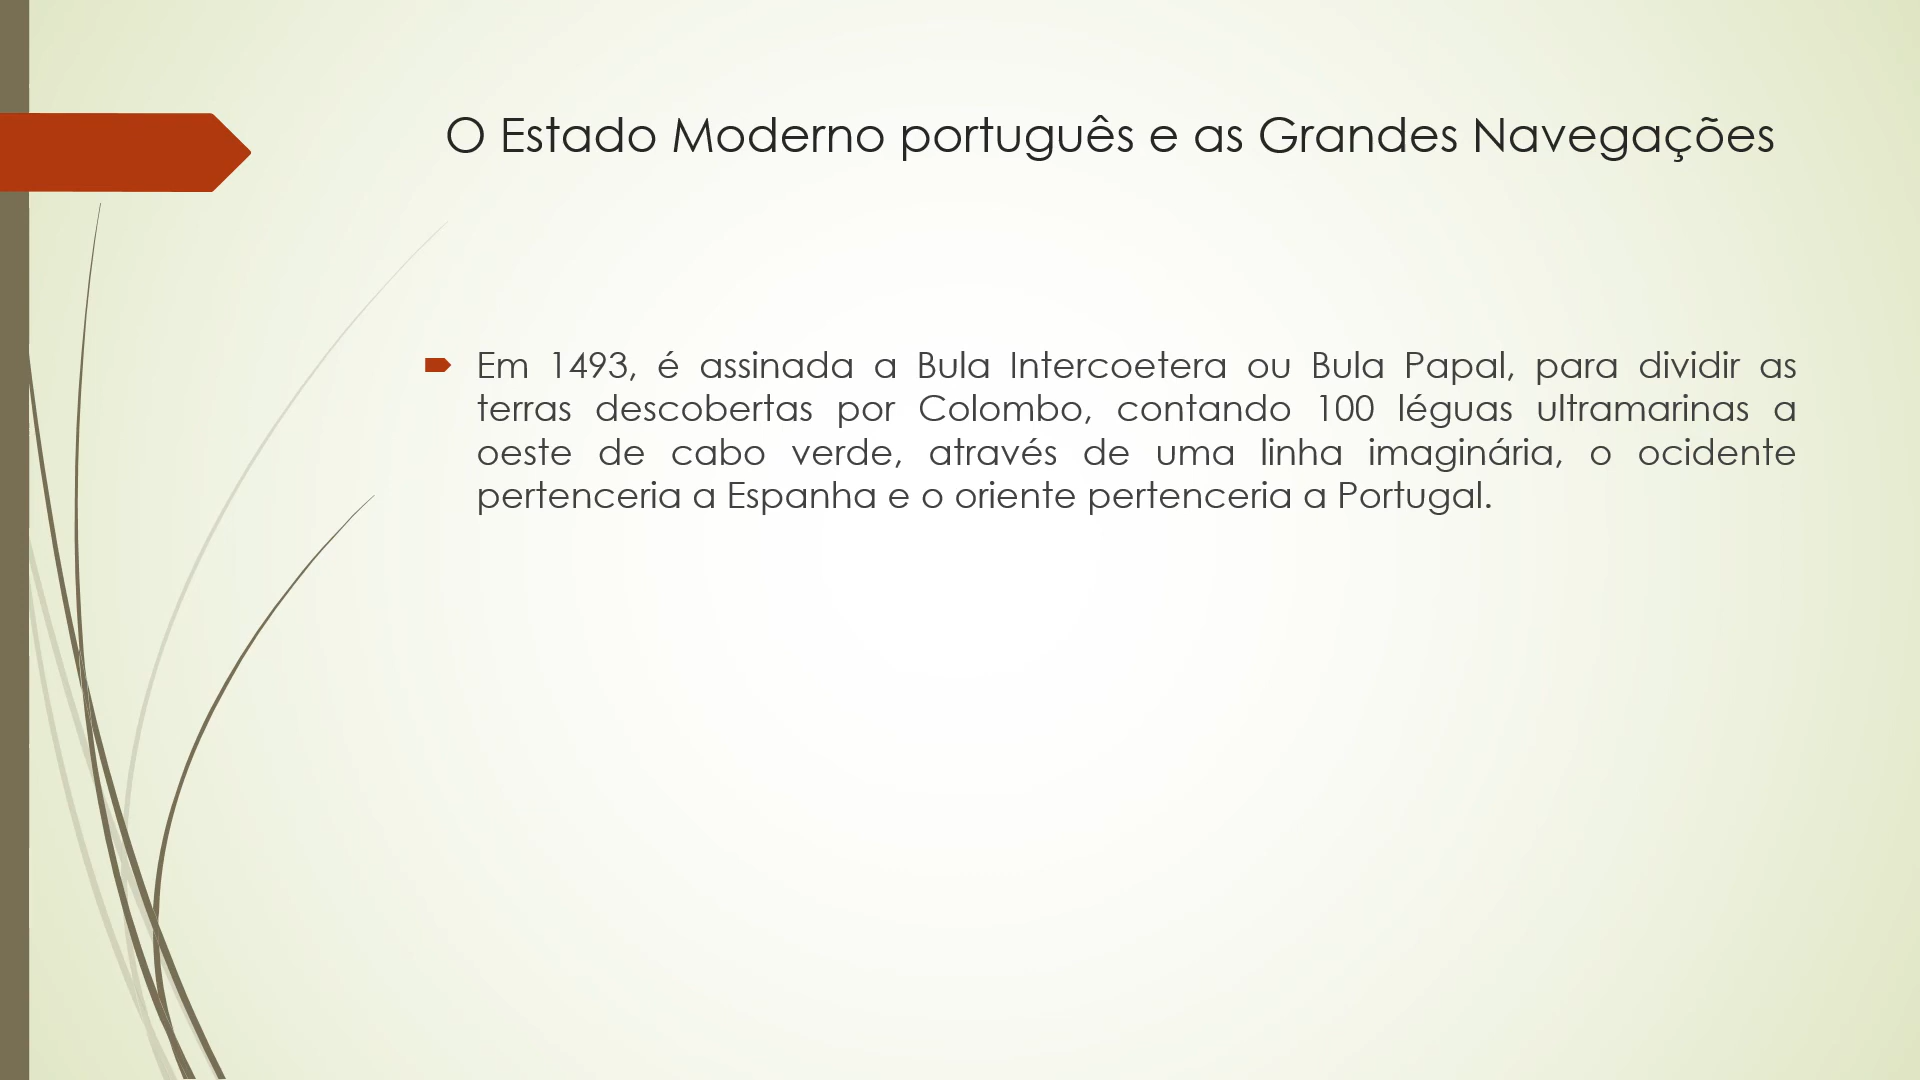 O Estado Moderno português e as Grandes Navegações
Em 1493, é assinada a Bula Intercoetera ou Bula Papal, para dividir as
terras descobertas por Colombo, contando 100 léguas ultramarinas a
oeste de cabo verde, através de uma linha imaginária, o ocidente
pertenceria a Espanha e o oriente pertenceria a Portugal.